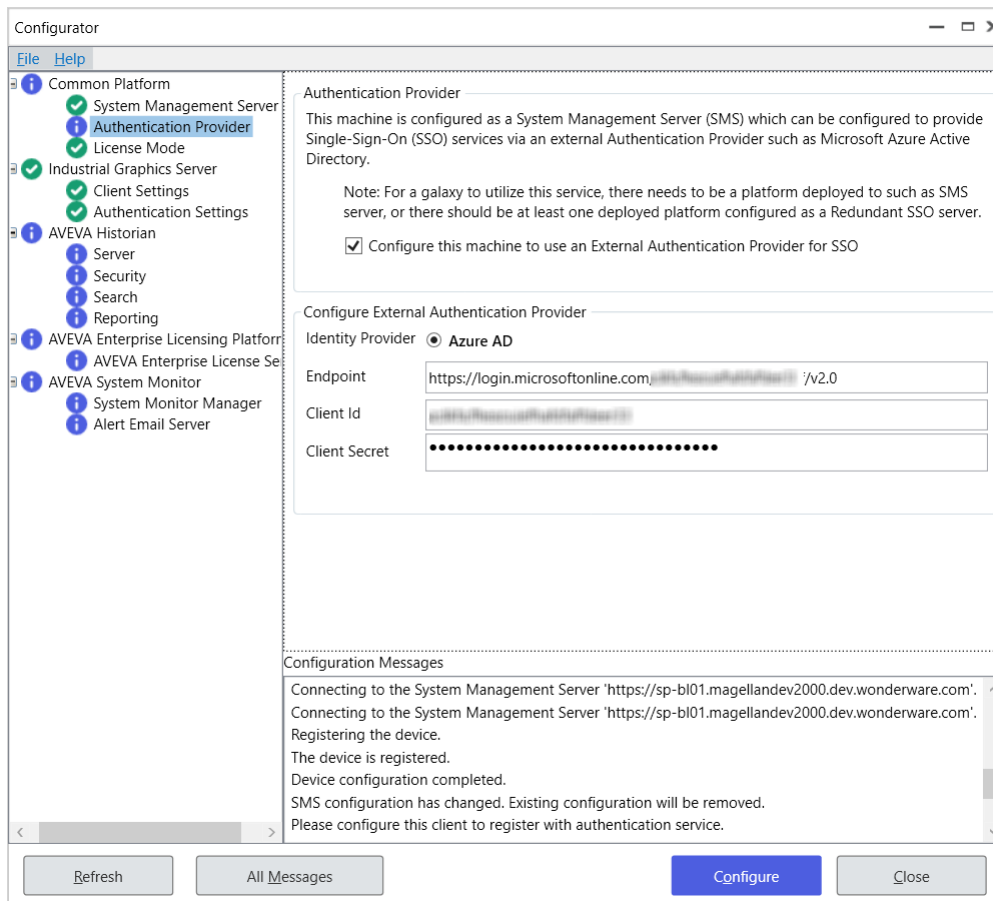 Configurator
File Help
Common Platform
System Management Server
Authentication Provider
License Mode
Industrial Graphics Server
Client Settings
Authentication Settings
AVEVA Historian
Server
Security
Search
Reporting
AVEVA Enterprise Licensing Platforr
AVEVA Enterprise License Se
AVEVA System Monitor
System Monitor Manager
Alert Email Server
Authentication Provider
This machine is configured as a System Management Server (SMS) which can be configured to provide
Single-Sign-On (SSO) services via an external Authentication Provider such as Microsoft Azure Active
Directory.
Note: For a galaxy to utilize this service, there needs to be a platform deployed to such as SMS
server, or there should be at least one deployed platform configured as a Redundant SSO server.
Configure this machine to use an External Authentication Provider for SSO
Configure External Authentication Provider
Identity Provider Azure AD
Endpoint https://login.microsoftonline.com /v2.0
Client Id
Client Secret ••••••••••••••••••••••••••••••••
Configuration Messages
Connecting to the System Management Server 'https://sp-bl01.magellandev2000.dev.wonderware.com'.
Connecting to the System Management Server 'https://sp-bl01.magellandev2000.dev.wonderware.com'.
Registering the device.
The device is registered.
Device configuration completed.
SMS configuration has changed. Existing configuration will be removed.
Please configure this client to register with authentication service.
Refresh All Messages Configure Close